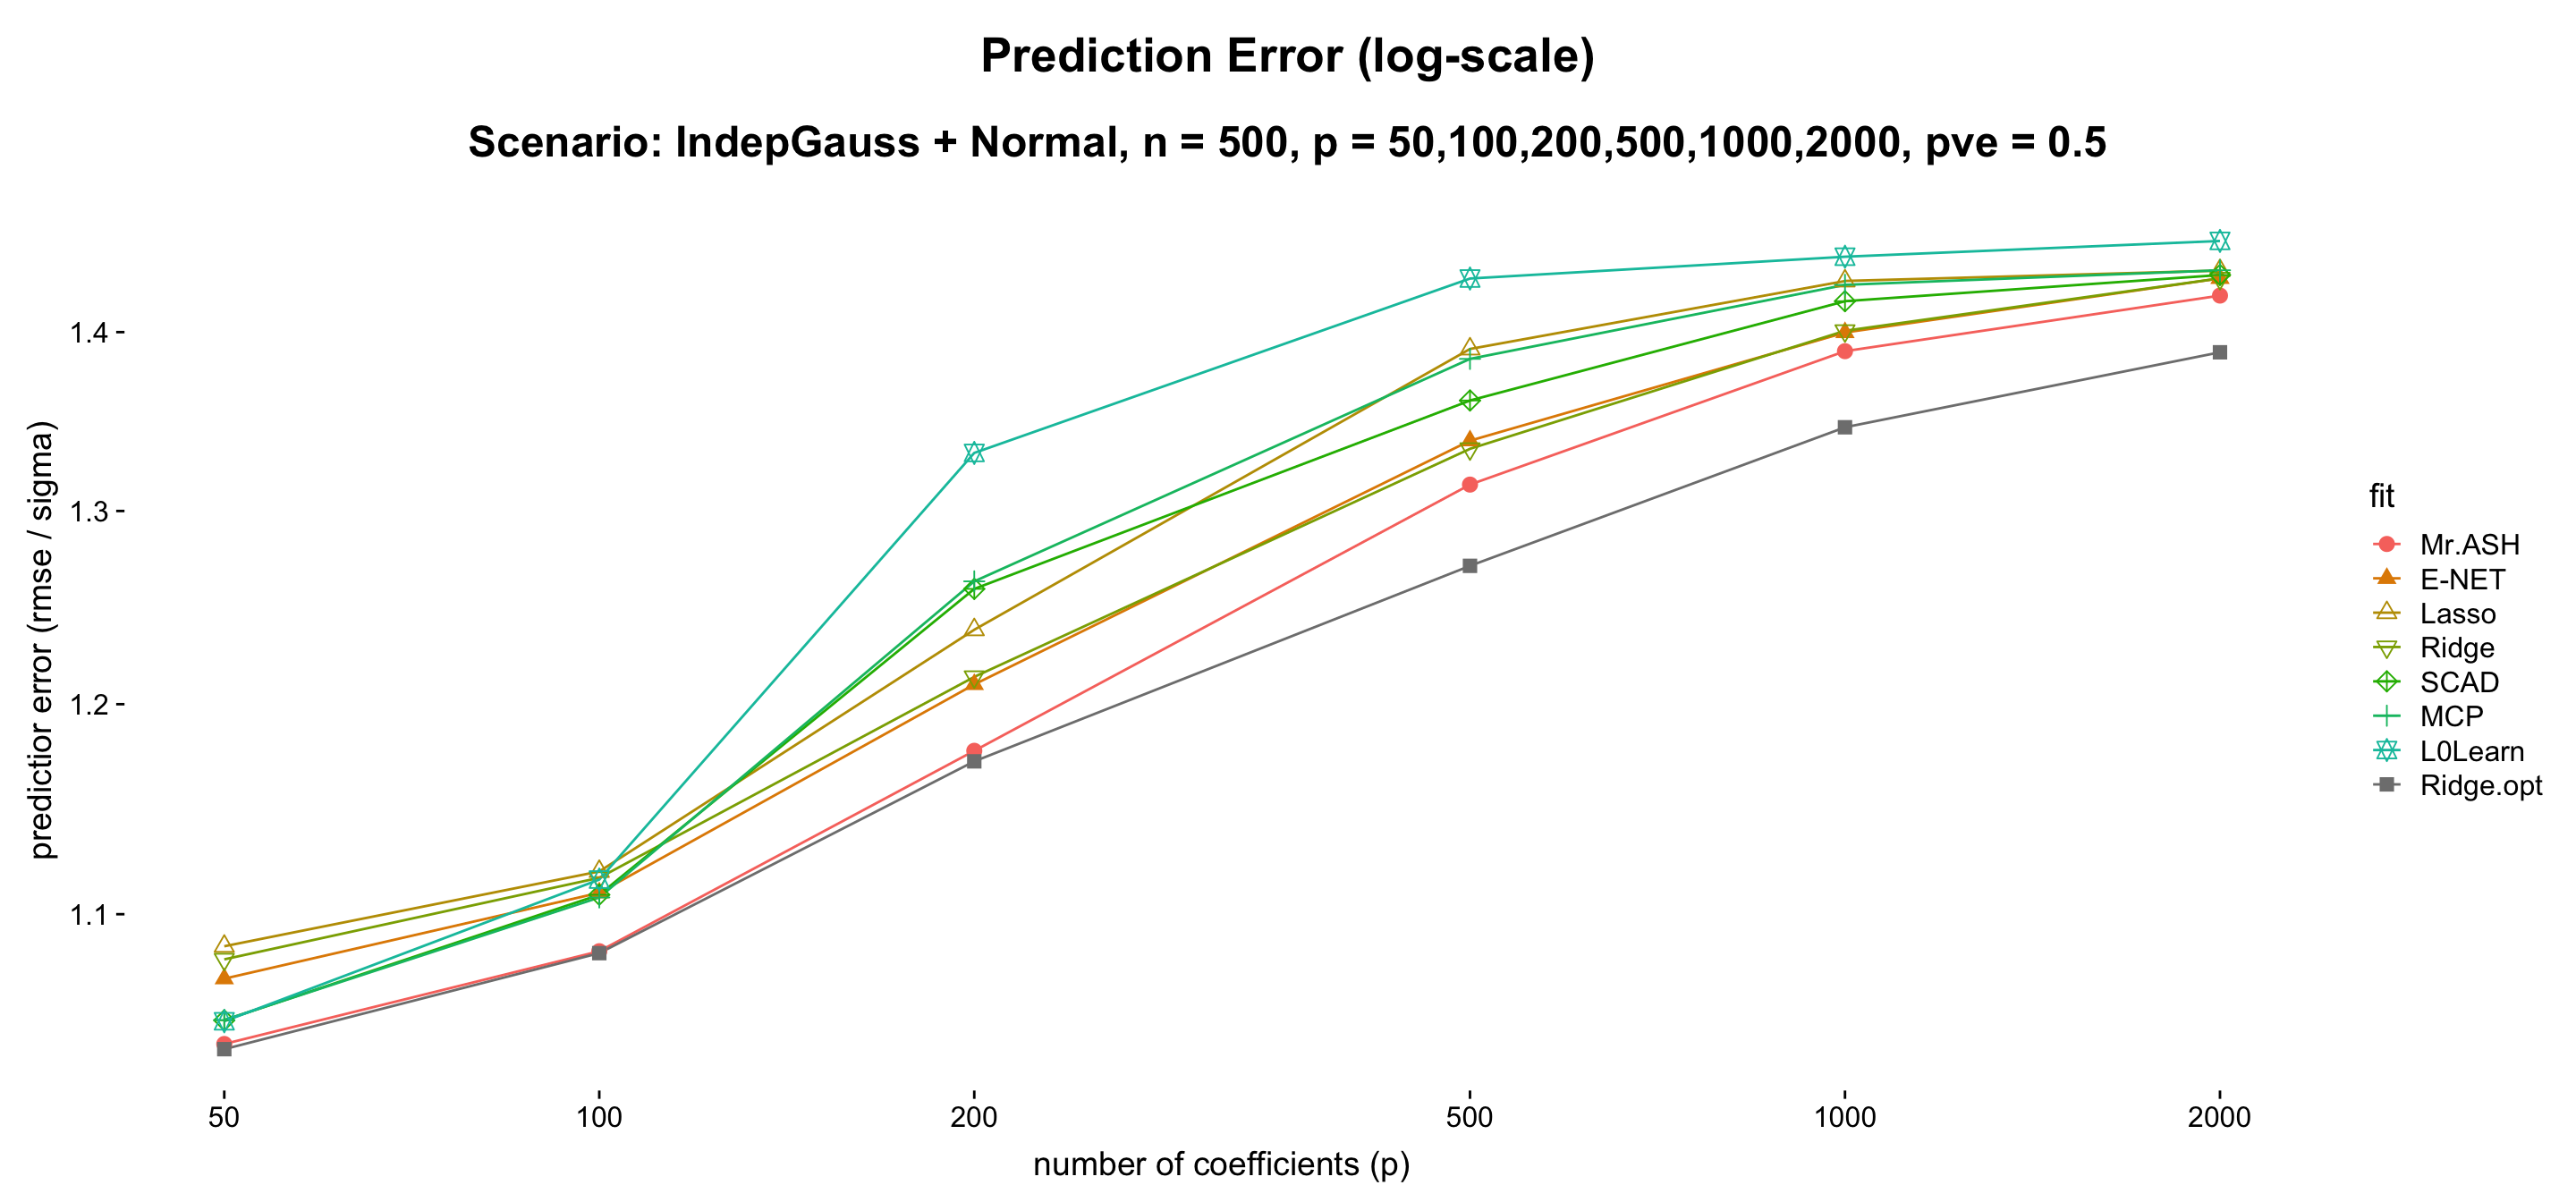 Prediction Error (log-scale)
Scenario: IndepGauss + Normal, n = 500, p = 50,100,200,500,1000,2000, pve = 0.5
predictior error (rmse / sigma)
1.4
1.3
1.2
1.1
50 100 200 500 1000 2000
number of coefficients (p)
fit
Mr.ASH
E-NET
Lasso
Ridge
SCAD
MCP
L0Learn
Ridge.opt